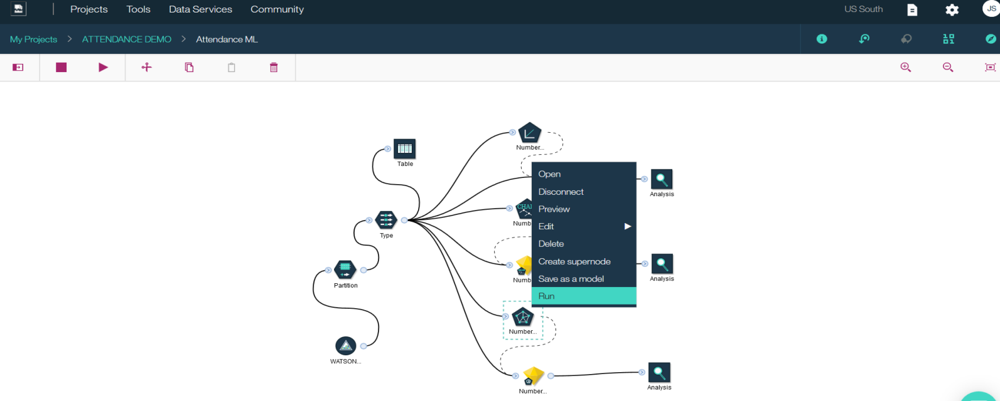 Projects Tools Data Services Community US South JS
My Projects > ATTENDANCE DEMO > Attendance ML
Number...
Table
Open
Disconnect
Preview
Edit
Delete
Create supernode
Save as a model
Run
Analysis
CHAI
Numb
Type
Numb
Analysis
Partition
Number...
WATSON...
Number...
Analysis